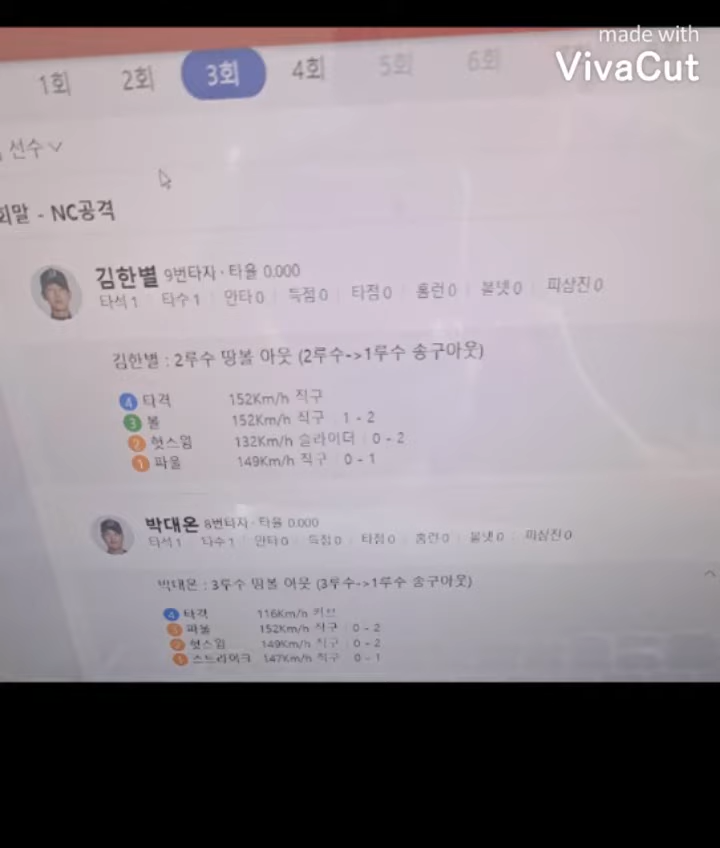 made with
VivaCut
1회 2회 3회 4회 5회 6회
선수
회말 - NC공격
김한별 9번타자 · 타율 0.000
타석 1 타수 1 안타 0 득점 0 타점 0 홈런 0 볼넷 0 피삼진 0
김한별 : 2루수 땅볼 아웃 (2루수->1루수 송구아웃)
4 타격 152Km/h 직구
3 볼 152Km/h 직구 1 - 2
2 헛스윙 132Km/h 슬라이더 0 - 2
1 파울 149Km/h 직구 0 - 1
박대온 8번타자 · 타율 0.000
타석 1 타수 1 안타 0 득점 0 타점 0 홈런 0 볼넷 0 피삼진 0
박대온 : 3루수 땅볼 아웃 (3루수->1루수 송구아웃)
4 타격 116Km/h 커브
3 파울 152Km/h 직구 0 - 2
2 헛스윙 149Km/h 직구 0 - 2
1 스트라이크 147Km/h 직구 0 - 1